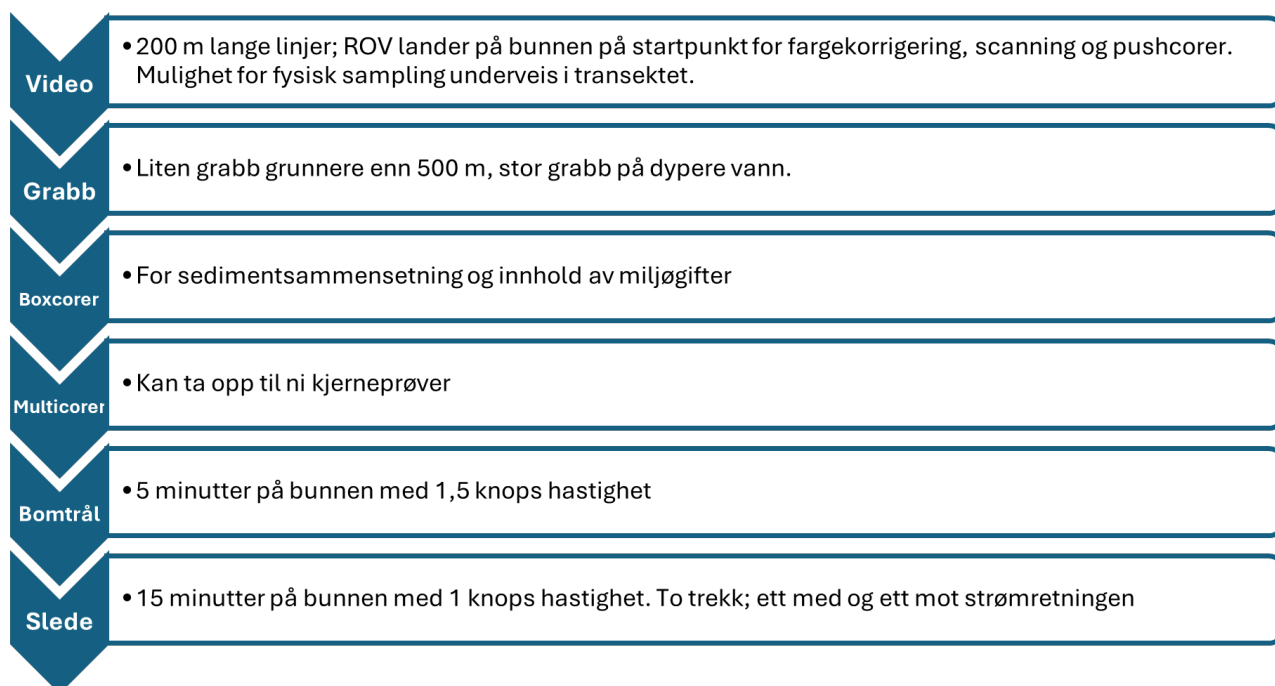 Video
• 200 m lange linjer; ROV lander på bunnen på startpunkt for fargekorrigering, scanning og pushcorer.
Mulighet for fysisk sampling underveis i transektet.
Grabb
• Liten grabb grunnere enn 500 m, stor grabb på dypere vann.
Boxcorer
• For sedimentsammensetning og innhold av miljøgifter
Multicorer
• Kan ta opp til ni kjerneprøver
Bomtrål
• 5 minutter på bunnen med 1,5 knops hastighet
Slede
• 15 minutter på bunnen med 1 knops hastighet. To trekk; ett med og ett mot strømretningen